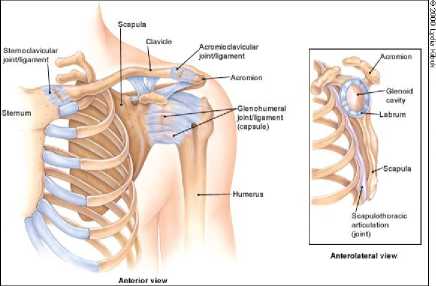 Scapula
Clavicle
Sternoclavicular
joint/ligament
Acromioclavicular
joint/ligament
Acromion
Sternum
Glenohumeral
joint/ligament
(capsule)
Humerus
Anterior view
Acromion
Glenoid
cavity
Labrum
Scapula
Scapulothoracic
articulation
(joint)
Anterolateral view